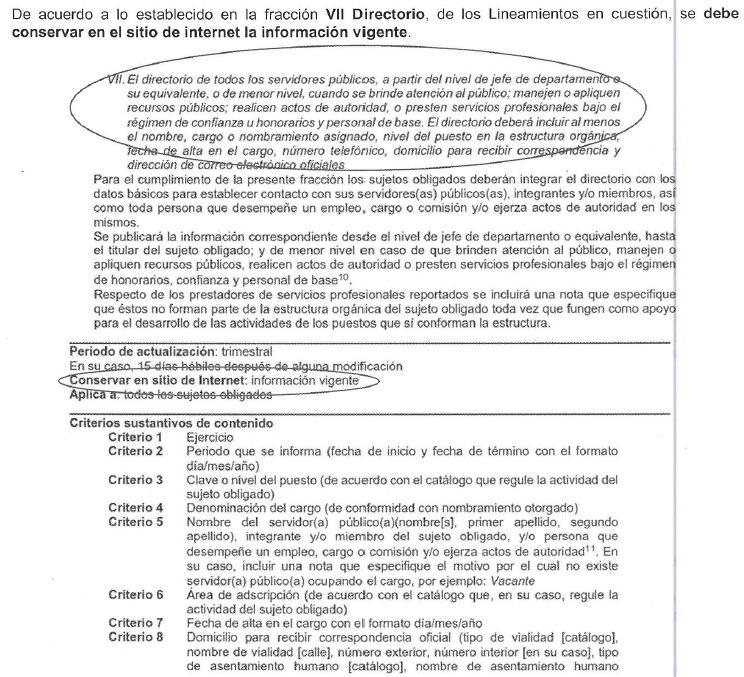 De acuerdo a lo establecido en la fracción VII Directorio, de los Lineamientos en cuestión, se debe
conservar en el sitio de internet la información vigente.
VII. El directorio de todos los servidores públicos, a partir del nivel de jefe de departamento o
su equivalente, o de menor nivel, cuando se brinde atención al público; manejen o apliquen
recursos públicos; realicen actos de autoridad, o presten servicios profesionales bajo el
régimen de confianza u honorarios y personal de base. El directorio deberá incluir al menos
el nombre, cargo o nombramiento asignado, nivel del puesto en la estructura orgánica,
fecha de alta en el cargo, número telefónico, domicilio para recibir correspondencia y
dirección de correo electrónico oficiales
Para el cumplimiento de la presente fracción los sujetos obligados deberán integrar el directorio con los
datos básicos para establecer contacto con sus servidores(as) públicos(as), integrantes y/o miembros, así
como toda persona que desempeñe un empleo, cargo o comisión y/o ejerza actos de autoridad en los
mismos.
Se publicará la información correspondiente desde el nivel de jefe de departamento o equivalente, hasta
el titular del sujeto obligado; y de menor nivel en caso de que brinden atención al público, manejen o
apliquen recursos públicos, realicen actos de autoridad o presten servicios profesionales bajo el régimen
de honorarios, confianza y personal de base¹⁰.
Respecto de los prestadores de servicios profesionales reportados se incluirá una nota que especifique
que éstos no forman parte de la estructura orgánica del sujeto obligado toda vez que fungen como apoyo
para el desarrollo de las actividades de los puestos que sí conforman la estructura.
Periodo de actualización: trimestral
En su caso, 15 días hábiles después de alguna modificación
Conservar en sitio de Internet: información vigente
Aplica a: todos los sujetos obligados
Criterios sustantivos de contenido
Criterio 1 Ejercicio
Criterio 2 Periodo que se informa (fecha de inicio y fecha de término con el formato
día/mes/año)
Criterio 3 Clave o nivel del puesto (de acuerdo con el catálogo que regule la actividad del
sujeto obligado)
Criterio 4 Denominación del cargo (de conformidad con nombramiento otorgado)
Criterio 5 Nombre del servidor(a) público(a)(nombre[s], primer apellido, segundo
apellido), integrante y/o miembro del sujeto obligado, y/o persona que
desempeñe un empleo, cargo o comisión y/o ejerza actos de autoridad¹¹. En
su caso, incluir una nota que especifique el motivo por el cual no existe
servidor(a) público(a) ocupando el cargo, por ejemplo: Vacante
Criterio 6 Área de adscripción (de acuerdo con el catálogo que, en su caso, regule la
actividad del sujeto obligado)
Criterio 7 Fecha de alta en el cargo con el formato día/mes/año
Criterio 8 Domicilio para recibir correspondencia oficial (tipo de vialidad [catálogo],
nombre de vialidad [calle], número exterior, número interior [en su caso], tipo
de asentamiento humano [catálogo], nombre de asentamiento humano